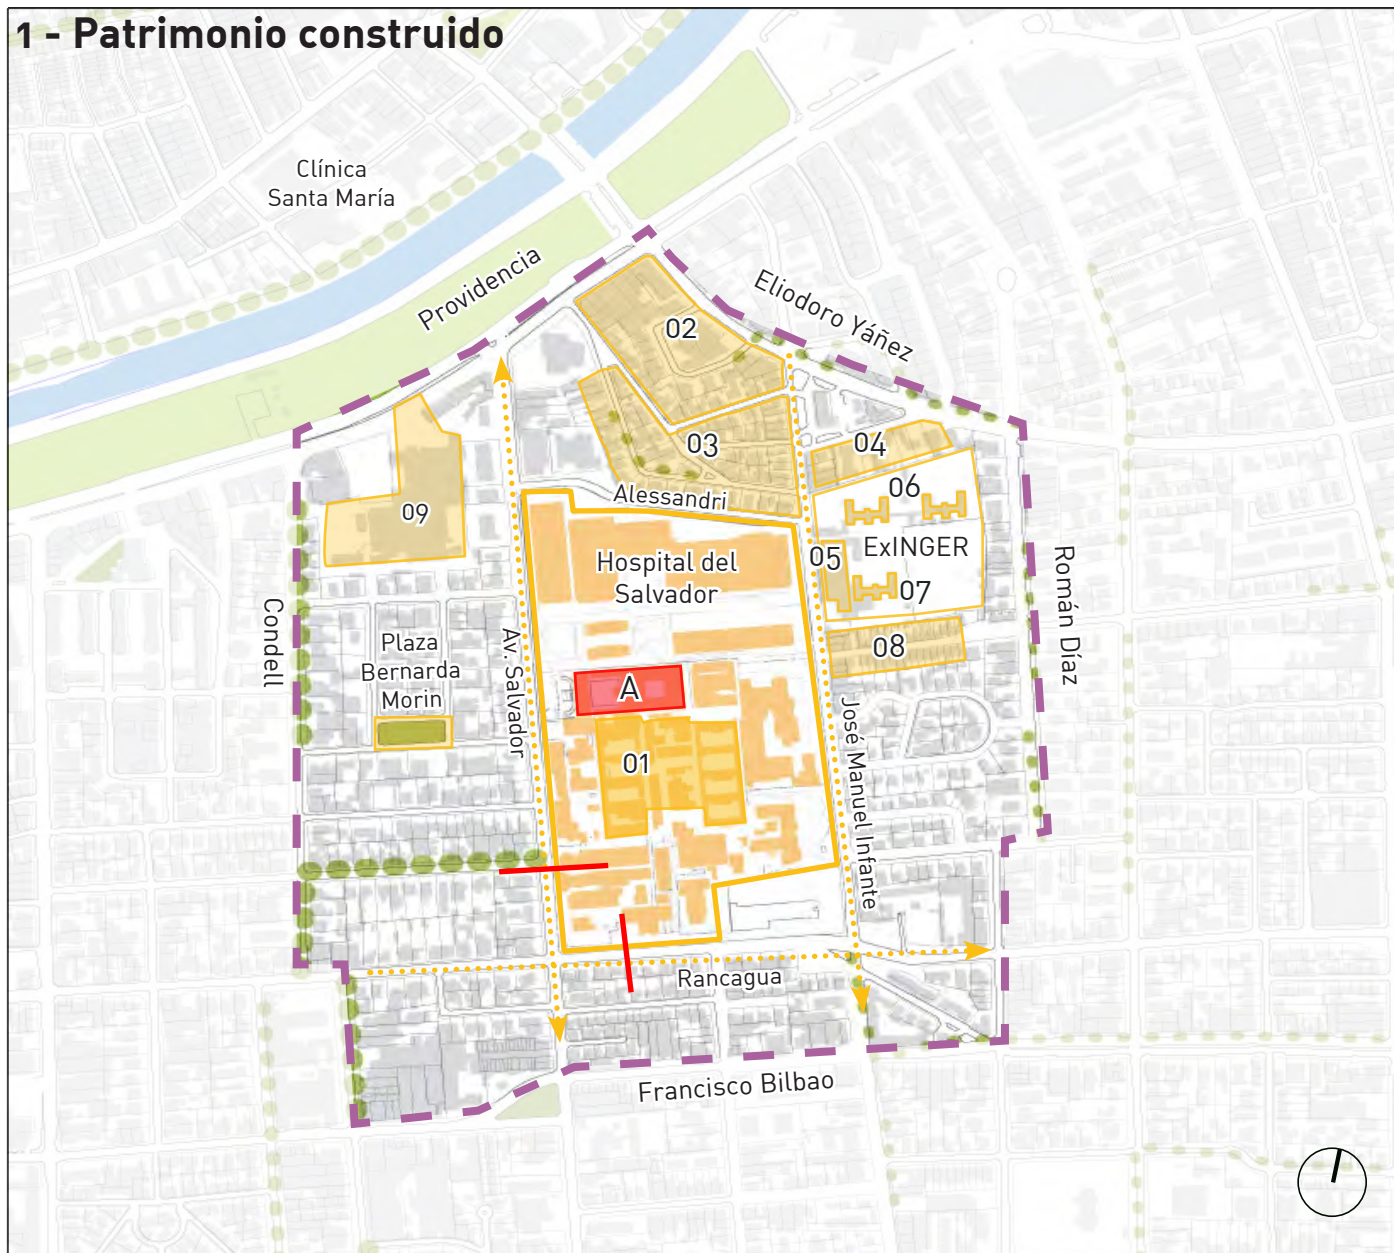 1 - Patrimonio construido
Clínica
Santa María
Providencia
Eliodoro Yáñez
02
03
04
06
09
Alessandri
ExINGER
05
Hospital del
Salvador
07
Condell
Román Díaz
Av. Salvador
Plaza
Bernarda
Morin
08
A
01
José Manuel Infante
Rancagua
Francisco Bilbao